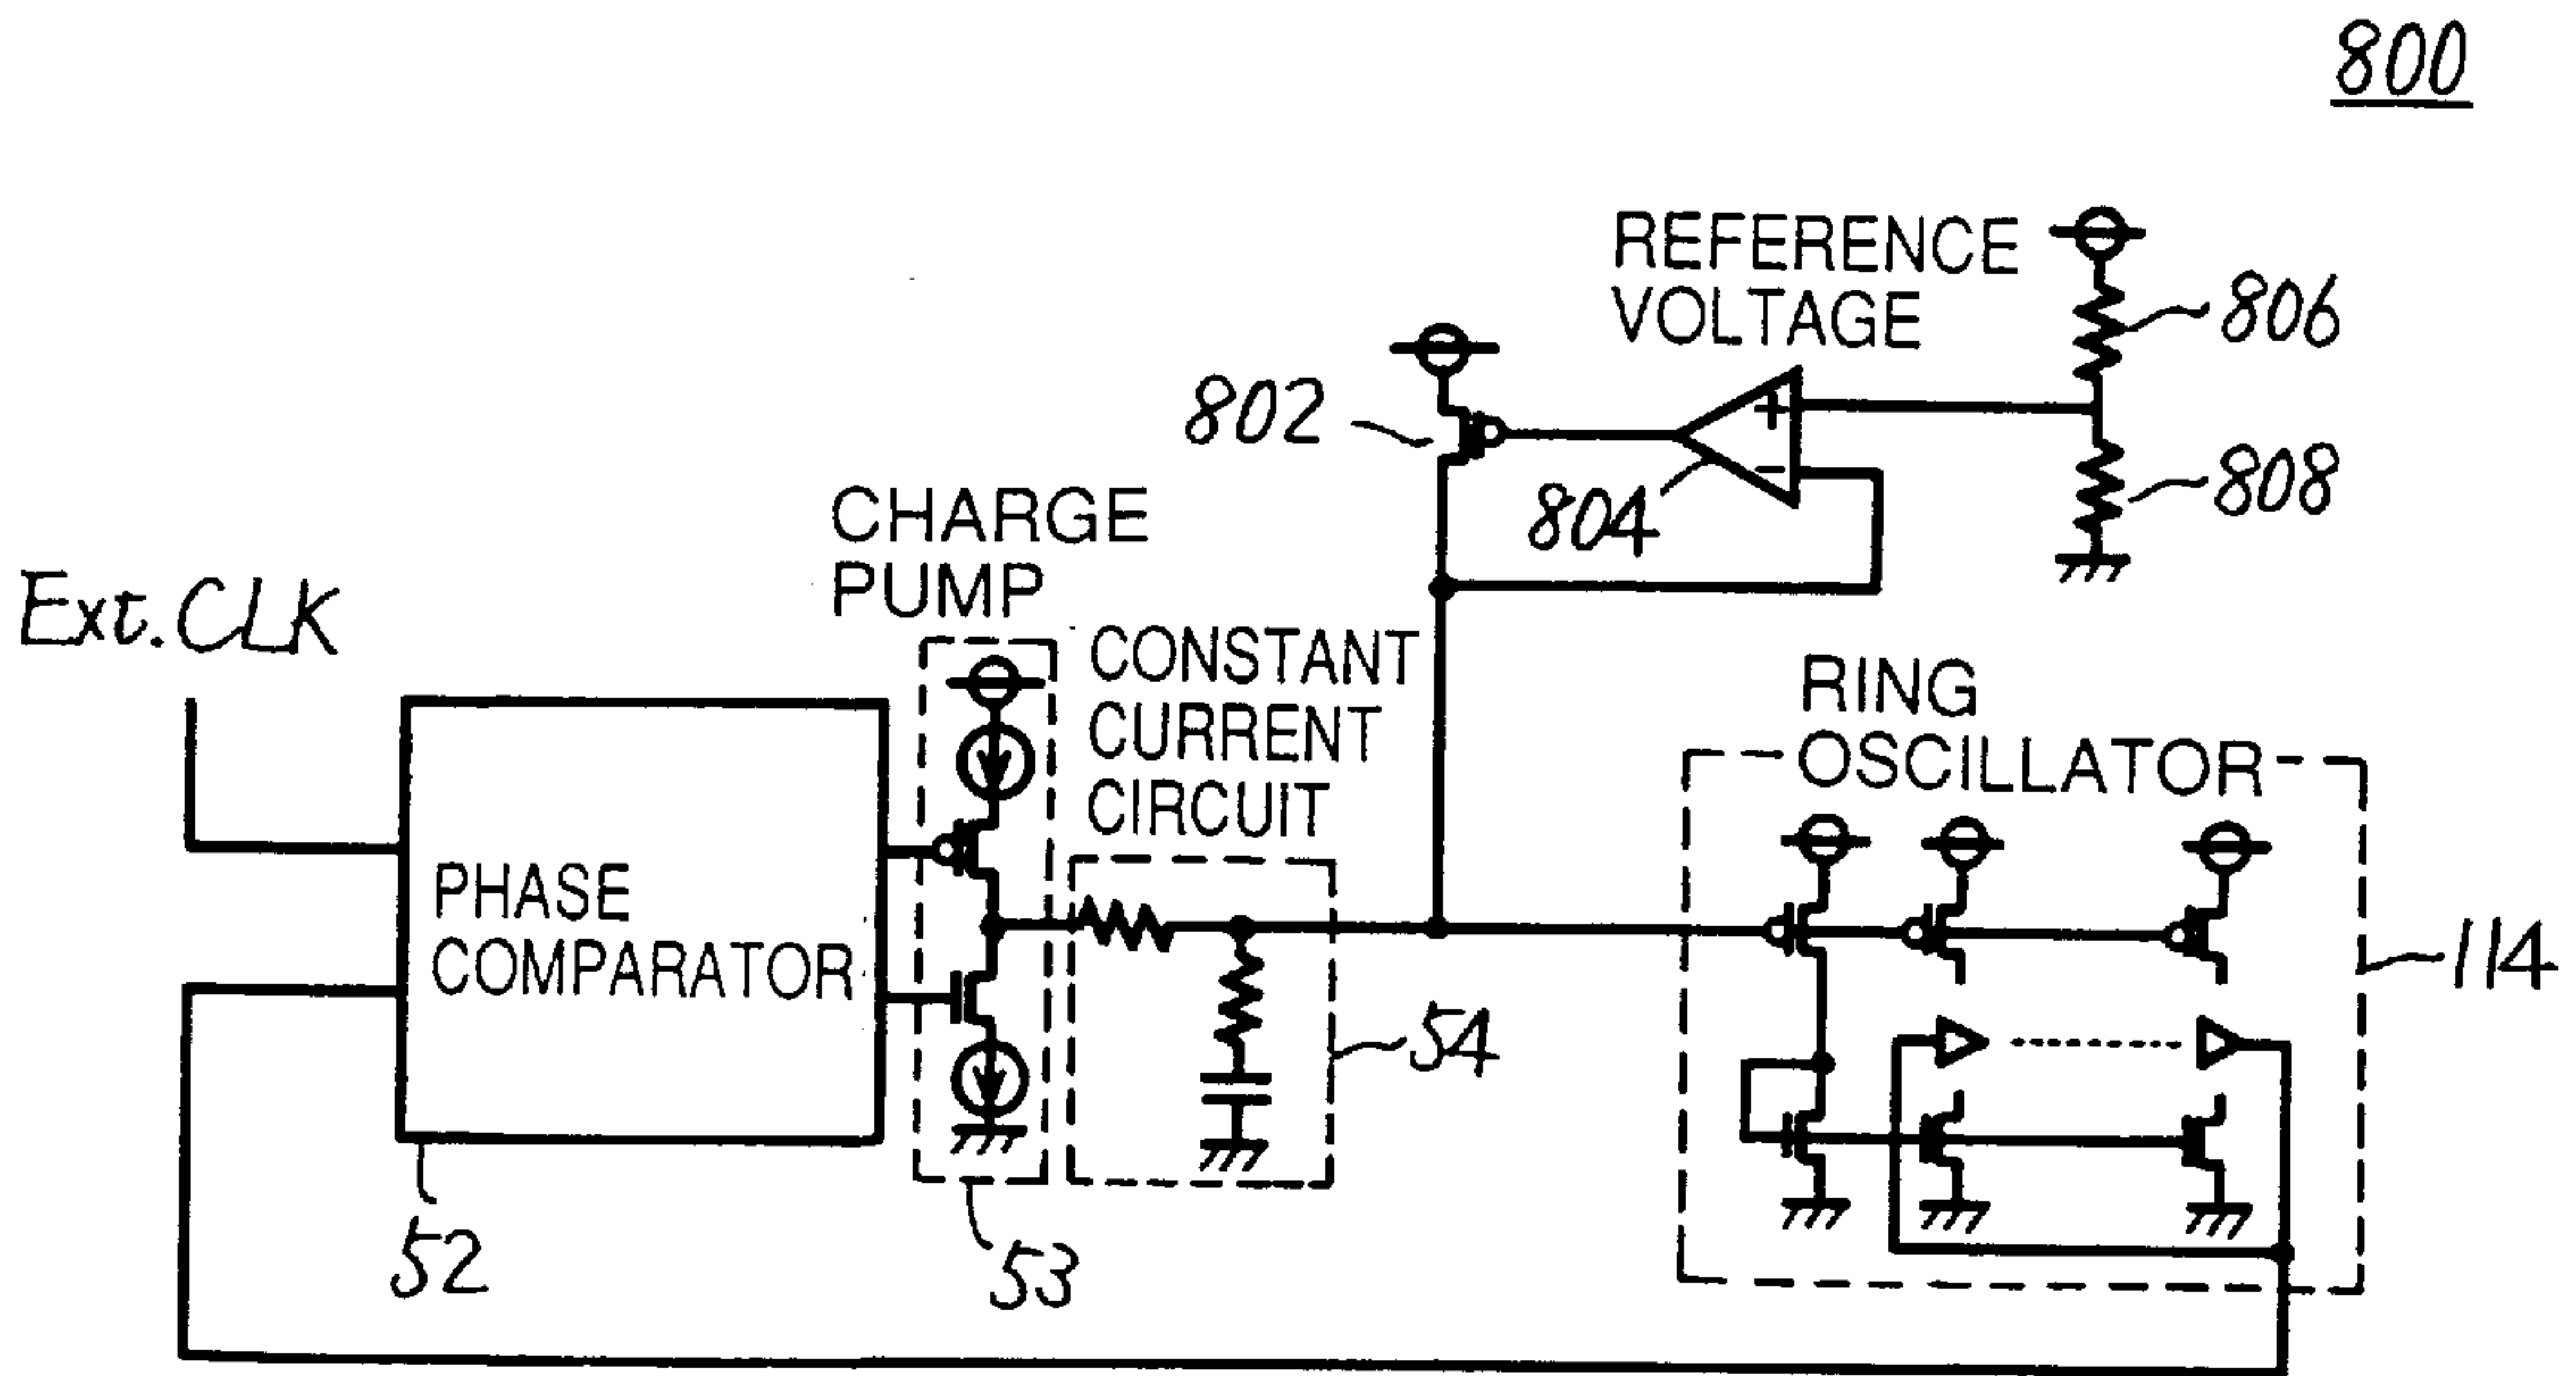 800
REFERENCE
VOLTAGE
806
802
+
-
804
808
CHARGE
PUMP
Ext.CLK
CONSTANT
CURRENT
CIRCUIT
RING
OSCILLATOR
PHASE
COMPARATOR
114
54
52
53